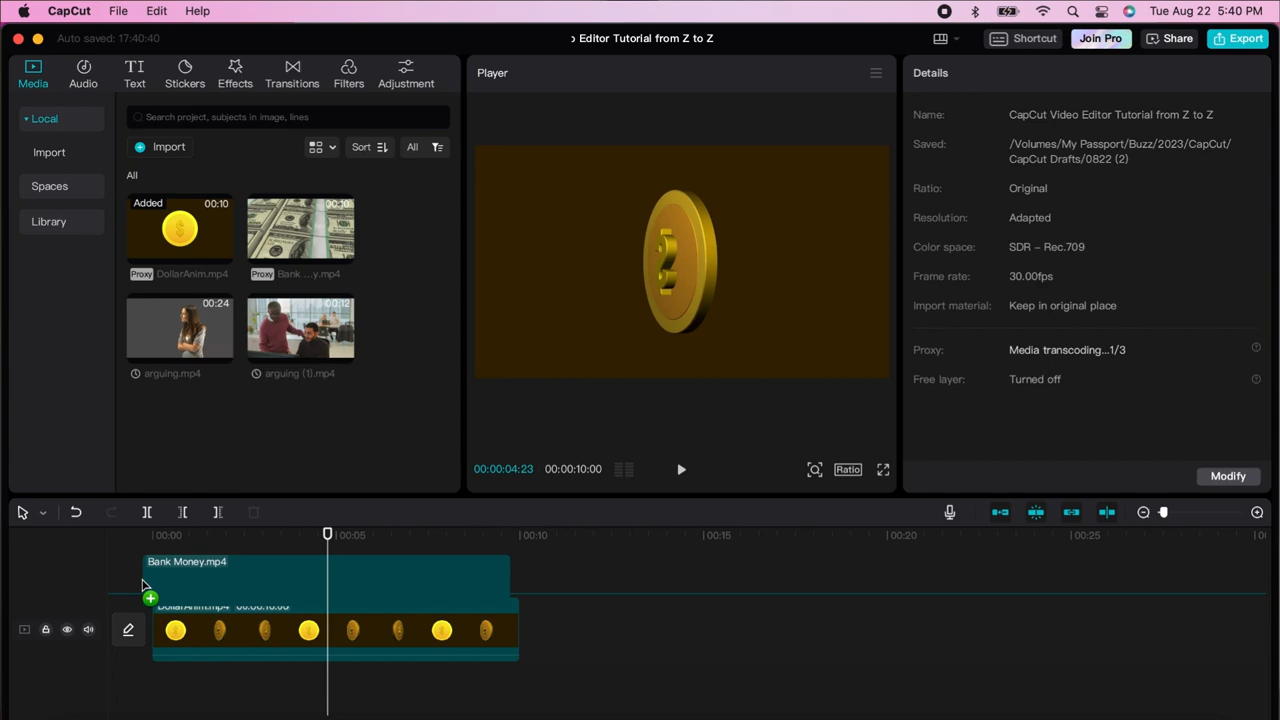 CapCut File Edit Help Tue Aug 22 5:40 PM
Auto saved: 17:40:40 Editor Tutorial from Z to Z Shortcut Join Pro Share Export
Media Audio Text Stickers Effects Transitions Filters Adjustment
Local
Import
Spaces
Library
Search project, subjects in image, lines
Import Sort All
All
Added 00:10 00:10
Proxy DollarAnim.mp4 Proxy Bank ...y.mp4
00:24 00:12
arguing.mp4 arguing (1).mp4
Player
00:00:04:23 00:00:10:00 Ratio
Details
Name: CapCut Video Editor Tutorial from Z to Z
Saved: /Volumes/My Passport/Buzz/2023/CapCut/
CapCut Drafts/0822 (2)
Ratio: Original
Resolution: Adapted
Color space: SDR – Rec.709
Frame rate: 30.00fps
Import material: Keep in original place
Proxy: Media transcoding...1/3
Free layer: Turned off
Modify
00:00 00:05 00:10 00:15 00:20 00:25
Bank Money.mp4
DollarAnim.mp4 00:00:10:00